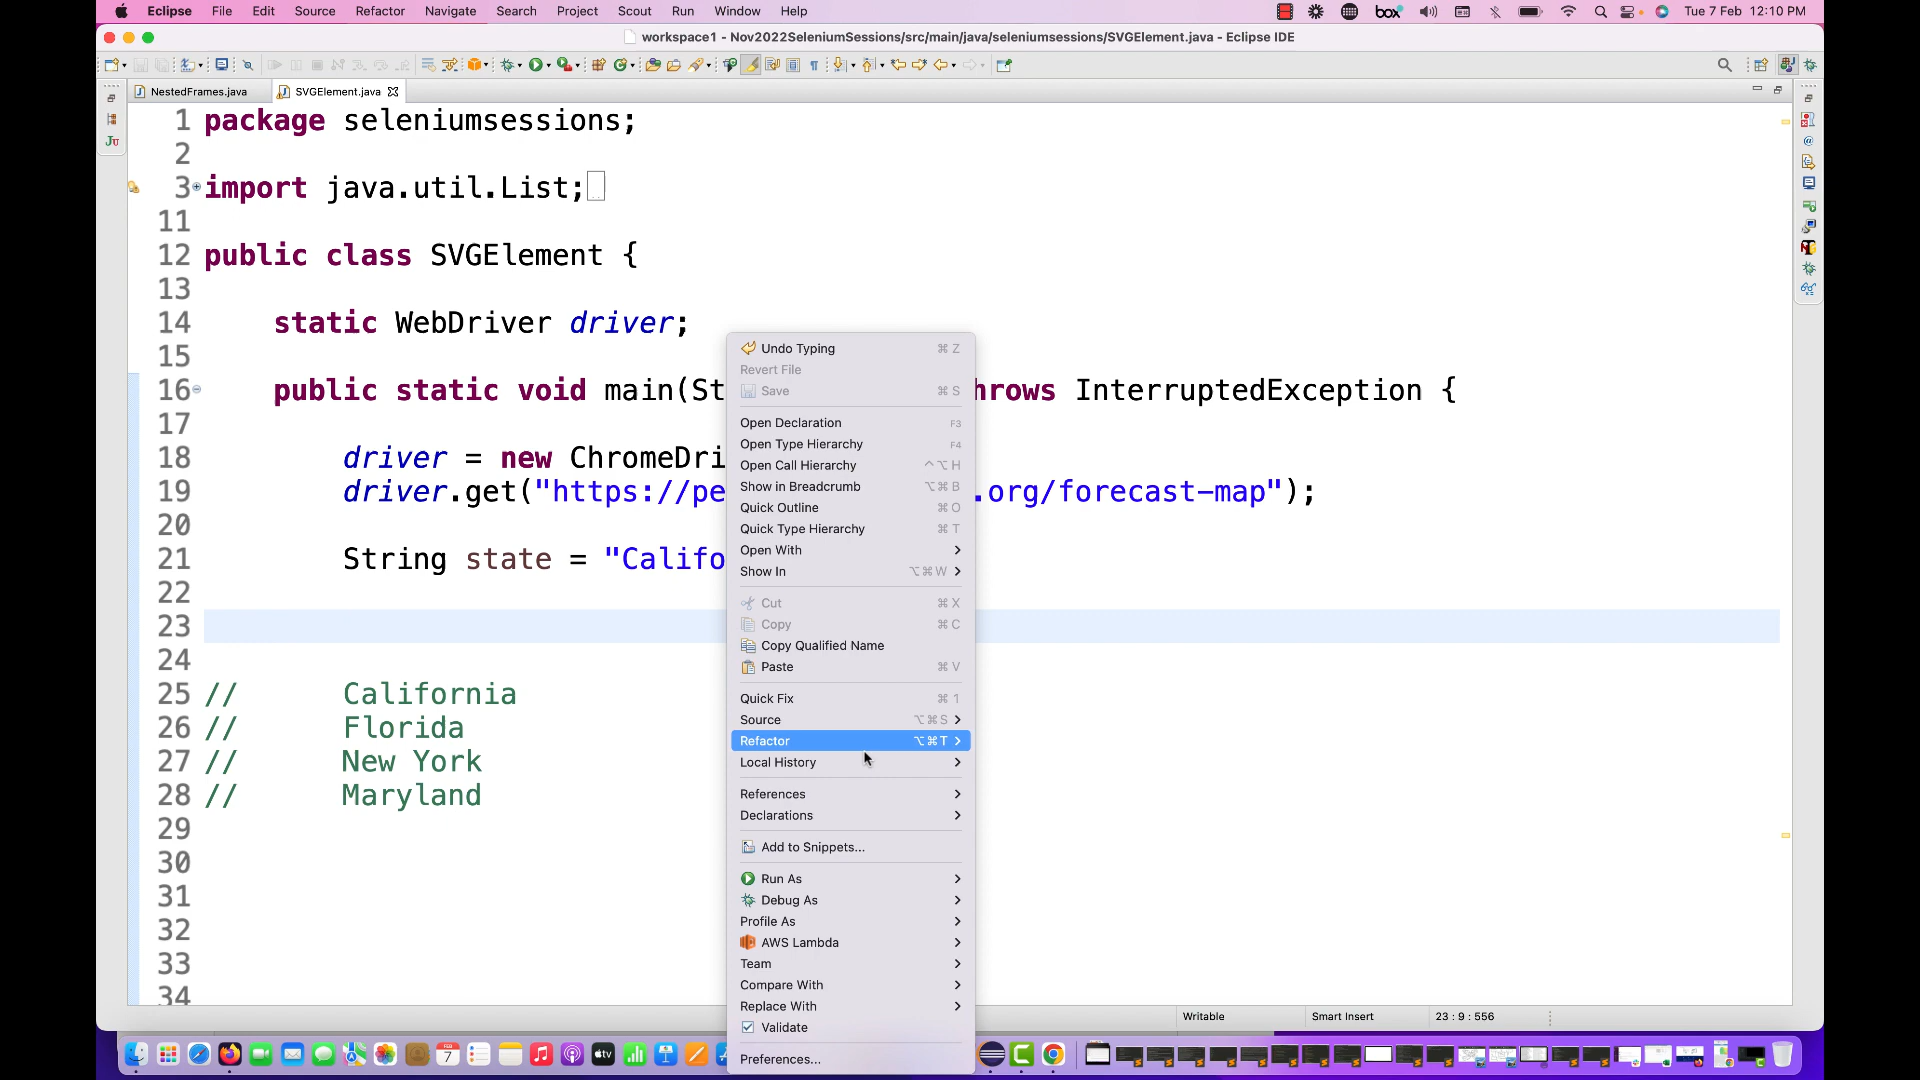 Eclipse File Edit Source Refactor Navigate Search Project Scout Run Window Help box Tue 7 Feb 12:10 PM
workspace1 - Nov2022SeleniumSessions/src/main/java/seleniumsessions/SVGElement.java - Eclipse IDE
NestedFrames.java SVGElement.java
1 package seleniumsessions;
2
3 import java.util.List;
11
12 public class SVGElement {
13
14 static WebDriver driver;
15
16 public static void main(St hrows InterruptedException {
17
18 driver = new ChromeDri
19 driver.get("https://pe .org/forecast-map");
20
21 String state = "Califo
22
23
24
25 // California
26 // Florida
27 // New York
28 // Maryland
29
30
31
32
33
34
Undo Typing ⌘ Z
Revert File
Save ⌘ S
Open Declaration F3
Open Type Hierarchy F4
Open Call Hierarchy ^⌥H
Show in Breadcrumb ⌥⌘B
Quick Outline ⌘ O
Quick Type Hierarchy ⌘ T
Open With
Show In ⌥⌘W
Cut ⌘ X
Copy ⌘ C
Copy Qualified Name
Paste ⌘ V
Quick Fix ⌘ 1
Source ⌥⌘S
Refactor ⌥⌘T
Local History
References
Declarations
Add to Snippets...
Run As
Debug As
Profile As
AWS Lambda
Team
Compare With
Replace With
Validate
Preferences...
Writable Smart Insert 23 : 9 : 556
7
tv